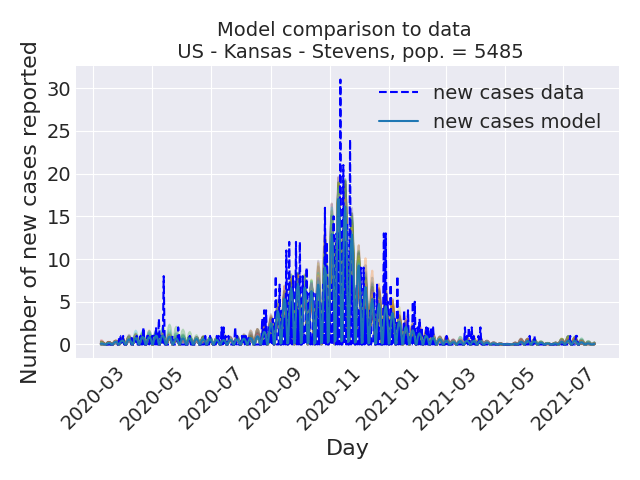 Model comparison to data
US - Kansas - Stevens, pop. = 5485
Number of new cases reported
30
25
20
15
10
5
0
new cases data
new cases model
2020-03
2020-05
2020-07
2020-09
2020-11
2021-01
2021-03
2021-05
2021-07
Day